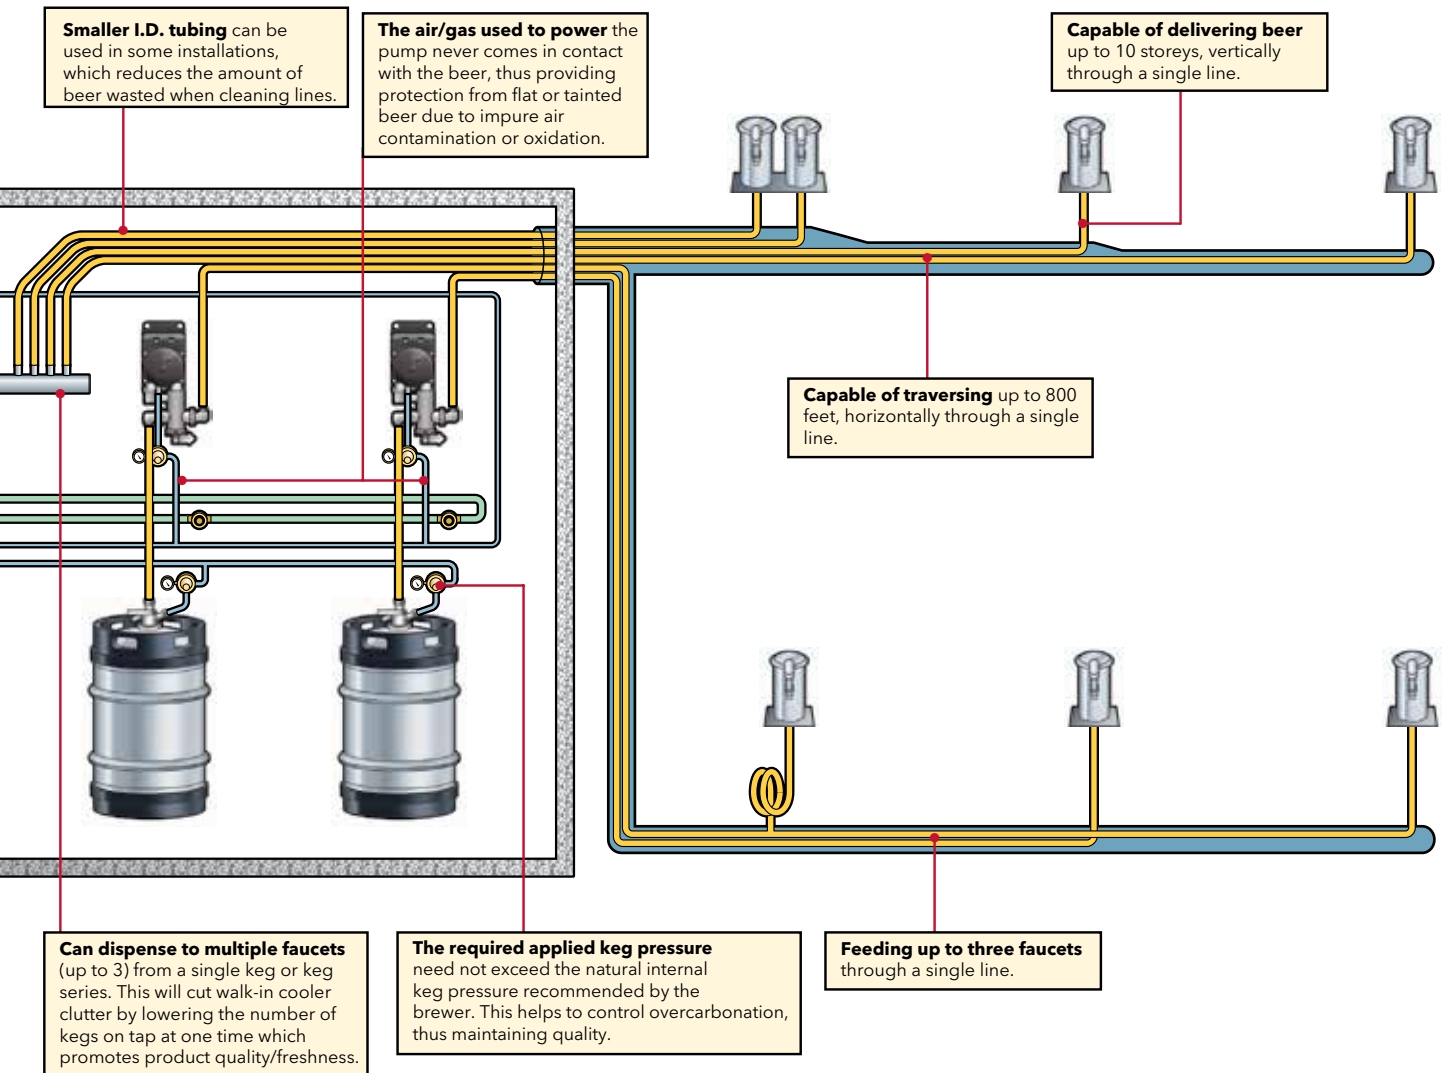 Smaller I.D. tubing can be
used in some installations,
which reduces the amount of
beer wasted when cleaning lines.
The air/gas used to power the
pump never comes in contact
with the beer, thus providing
protection from flat or tainted
beer due to impure air
contamination or oxidation.
Capable of delivering beer
up to 10 storeys, vertically
through a single line.
Capable of traversing up to 800
feet, horizontally through a single
line.
Can dispense to multiple faucets
(up to 3) from a single keg or keg
series. This will cut walk-in cooler
clutter by lowering the number of
kegs on tap at one time which
promotes product quality/freshness.
The required applied keg pressure
need not exceed the natural internal
keg pressure recommended by the
brewer. This helps to control overcarbonation,
thus maintaining quality.
Feeding up to three faucets
through a single line.